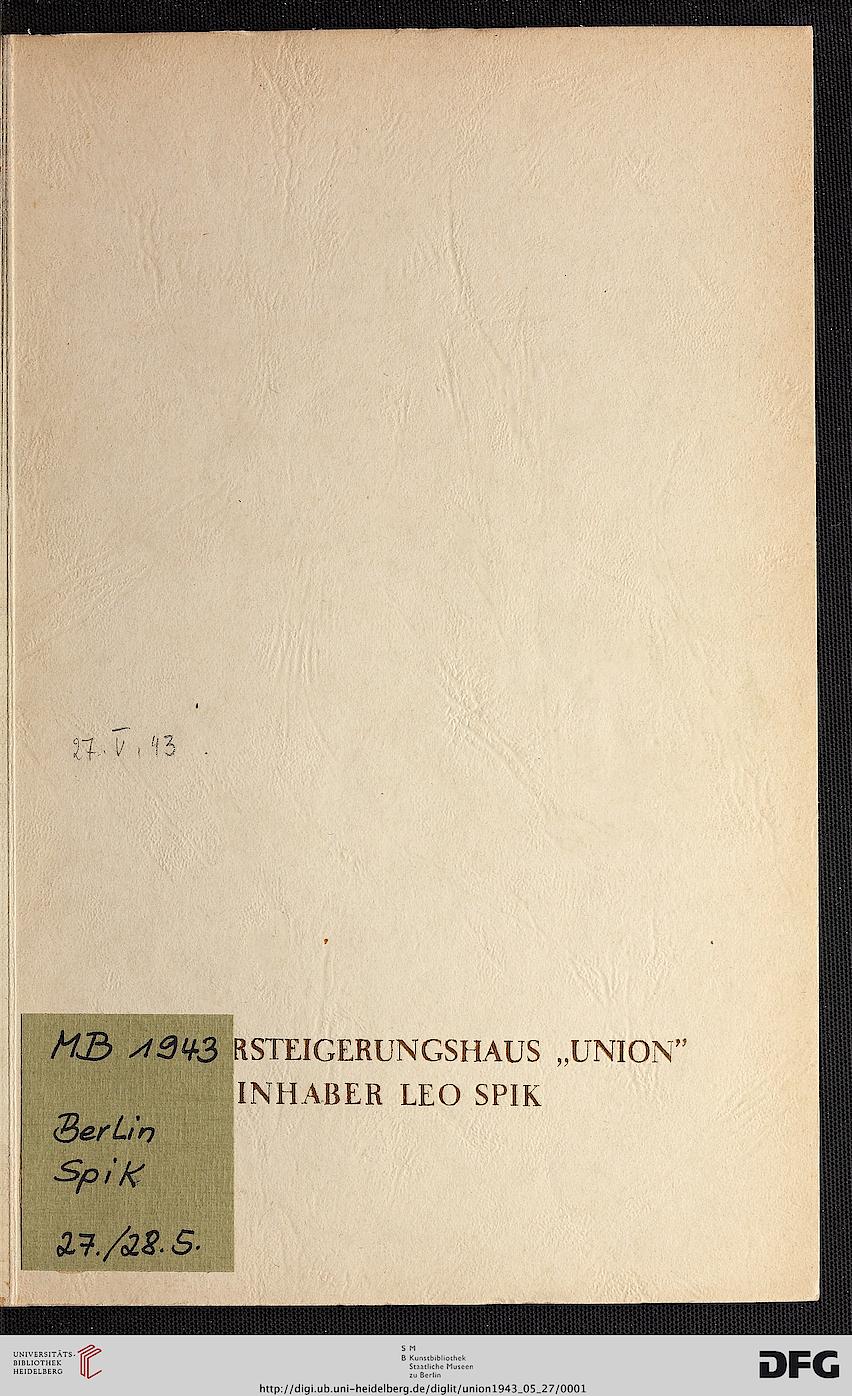 27. V. 43
RSTEIGERUNGSHAUS „UNION”
INHABER LEO SPIK
MB 1943
Berlin
Spik
27./28.5.
UNIVERSITÄTS-
BIBLIOTHEK
HEIDELBERG
S M
B Kunstbibliothek
Staatliche Museen
zu Berlin
http://digi.ub.uni-heidelberg.de/diglit/union1943_05_27/0001
DFG